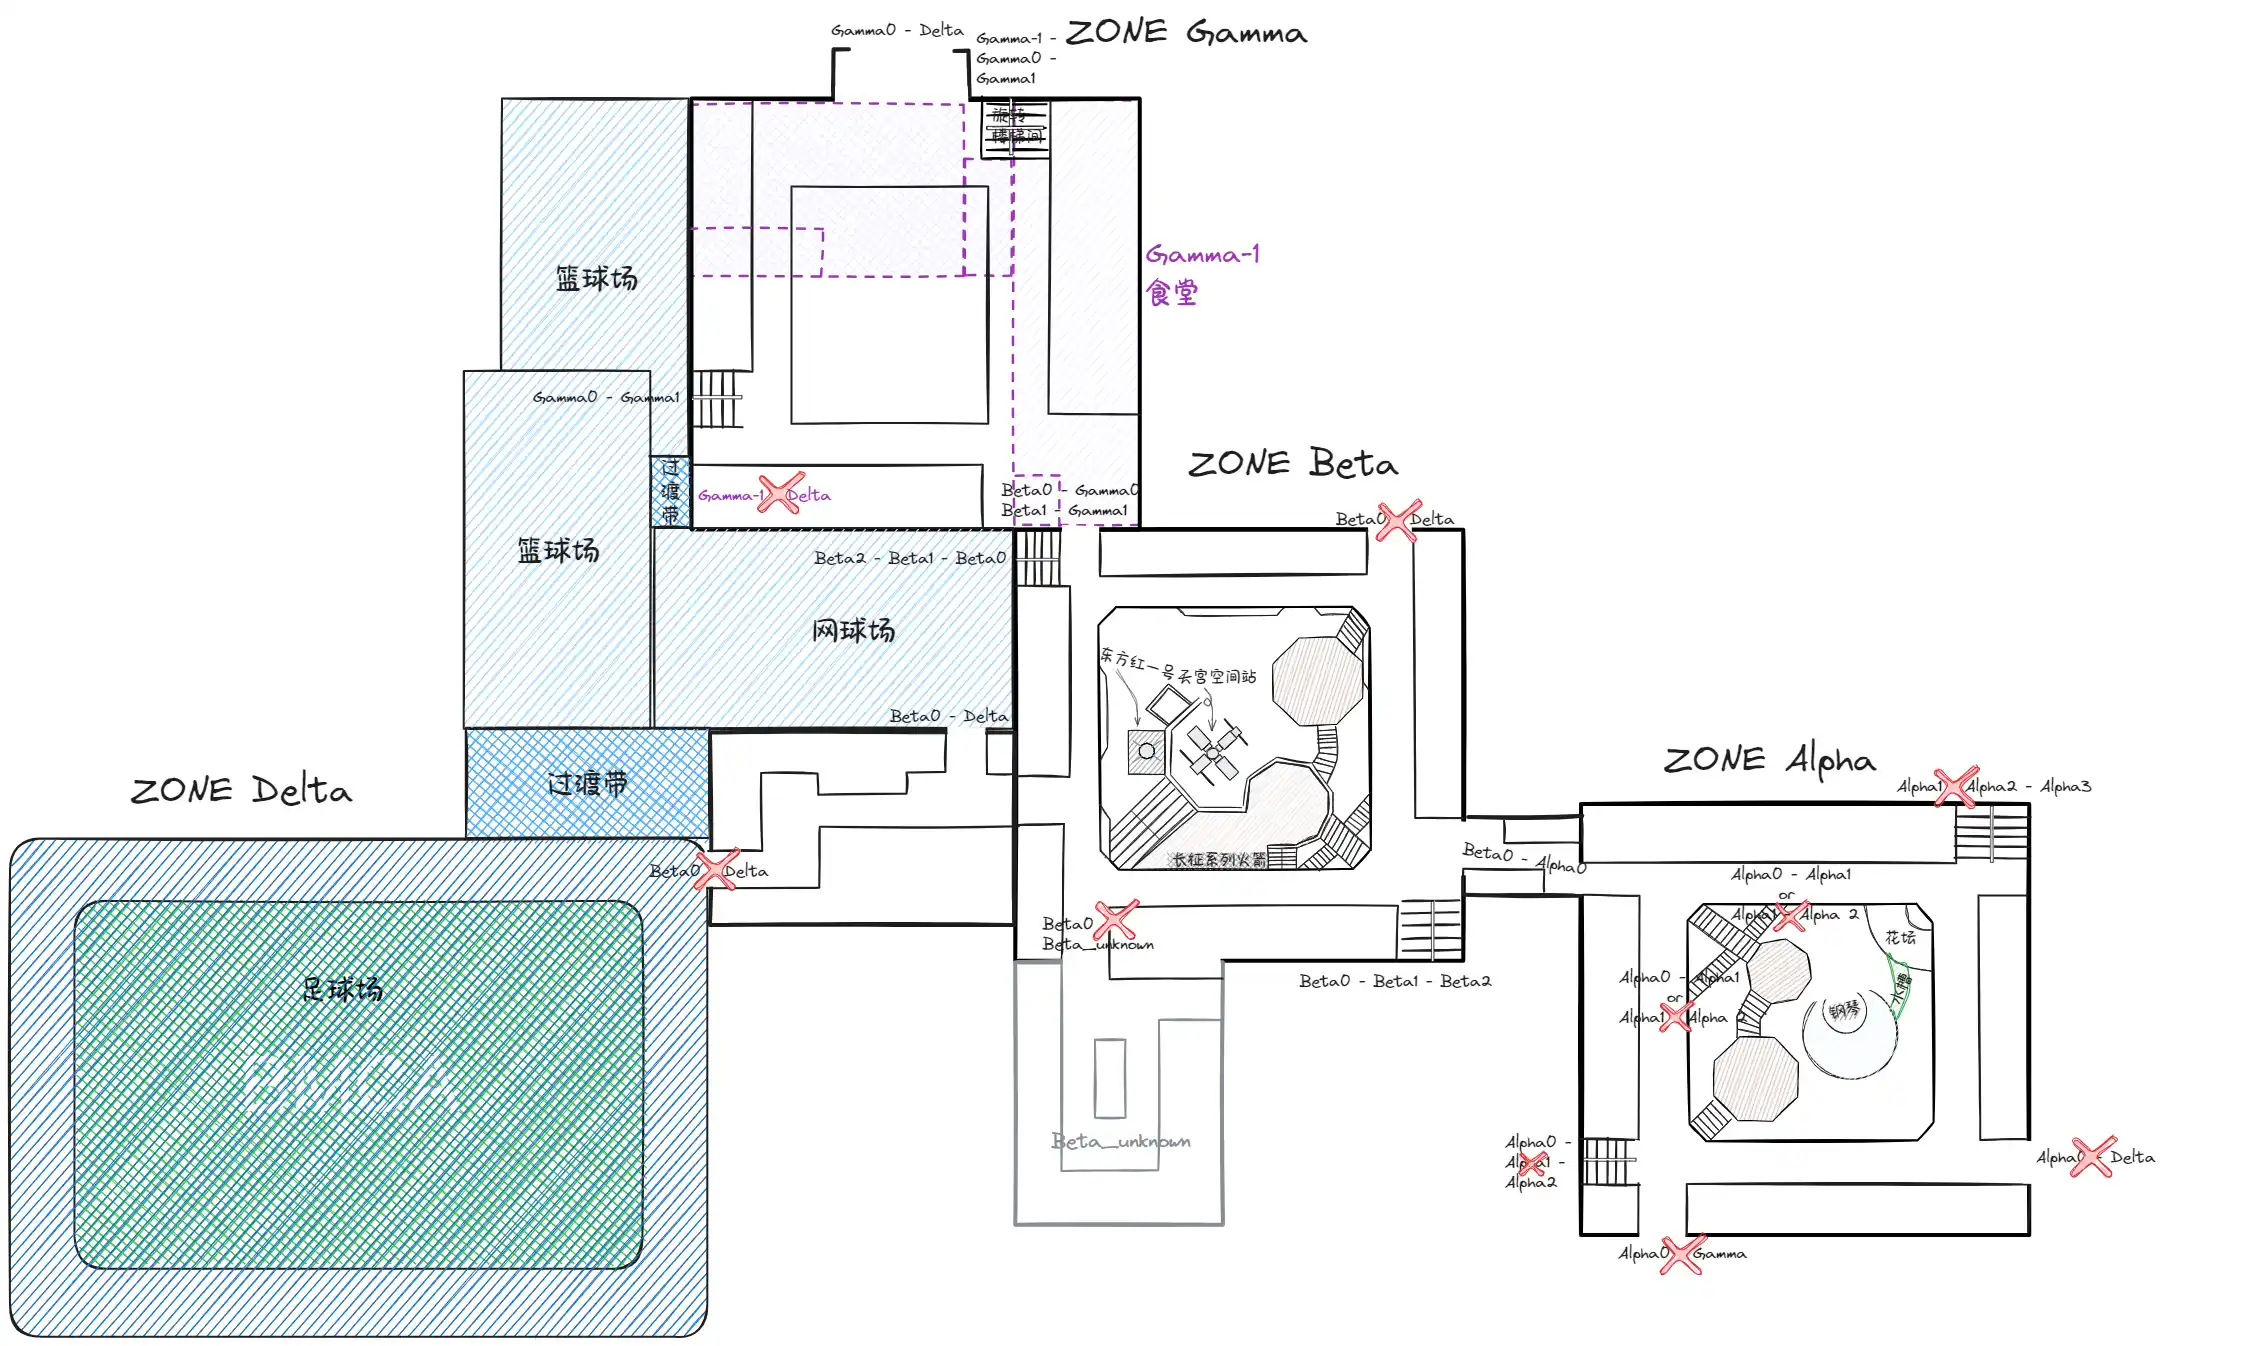 Gamma0 - Delta
ZONE Gamma
Gamma-1 -
Gamma0 -
Gamma1
旋转
楼梯间
篮球场
Gamma-1
食堂
Gamma0 - Gamma1
过
渡
带
Gamma-1 Delta
Beta0 - Gamma0
Beta1 - Gamma1
ZONE Beta
Beta0 Delta
篮球场
Beta2 - Beta1 - Beta0
网球场
东方红一号
天宫空间站
Beta0 - Delta
ZONE Delta
过渡带
ZONE Alpha
Alpha1 Alpha2 - Alpha3
长征系列火箭
Beta0 - Alpha0
Beta0 Delta
Alpha0 - Alpha1
or
Alpha1 - Alpha 2
Beta0
Beta_unknown
花坛
足球场
Beta0 - Beta1 - Beta2
Alpha0 - Alpha1
or
Alpha1 Alpha 2
水槽
钢琴
Beta_unknown
Alpha0 -
Alpha1 -
Alpha2
Alpha0 - Delta
Alpha0 Gamma